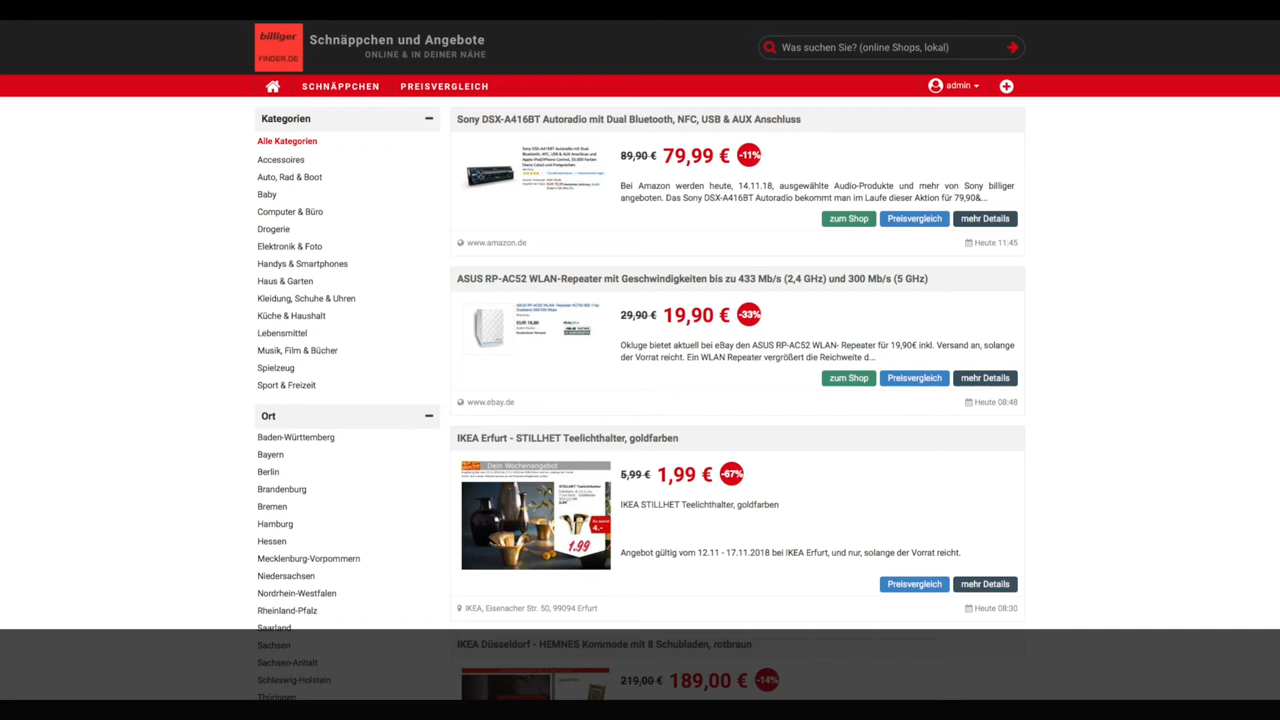 billiger
FINDER.DE
Schnäppchen und Angebote
ONLINE & IN DEINER NÄHE
Was suchen Sie? (online Shops, lokal)
SCHNÄPPCHEN
PREISVERGLEICH
admin
Kategorien
Alle Kategorien
Accessoires
Auto, Rad & Boot
Baby
Computer & Büro
Drogerie
Elektronik & Foto
Handys & Smartphones
Haus & Garten
Kleidung, Schuhe & Uhren
Küche & Haushalt
Lebensmittel
Musik, Film & Bücher
Spielzeug
Sport & Freizeit
Ort
Baden-Württemberg
Bayern
Berlin
Brandenburg
Bremen
Hamburg
Hessen
Mecklenburg-Vorpommern
Niedersachsen
Nordrhein-Westfalen
Rheinland-Pfalz
Saarland
Sachsen
Sachsen-Anhalt
Schleswig-Holstein
Thüringen
Sony DSX-A416BT Autoradio mit Dual Bluetooth, NFC, USB & AUX Anschluss
89,90 € 79,99 € -11%
Bei Amazon werden heute, 14.11.18, ausgewählte Audio-Produkte und mehr von Sony billiger
angeboten. Das Sony DSX-A416BT Autoradio bekommt man im Laufe dieser Aktion für 79,90&...
zum Shop Preisvergleich mehr Details
www.amazon.de Heute 11:45
ASUS RP-AC52 WLAN-Repeater mit Geschwindigkeiten bis zu 433 Mb/s (2,4 GHz) und 300 Mb/s (5 GHz)
29,90 € 19,90 € -33%
Okluge bietet aktuell bei eBay den ASUS RP-AC52 WLAN- Repeater für 19,90€ inkl. Versand an, solange
der Vorrat reicht. Ein WLAN Repeater vergrößert die Reichweite d...
zum Shop Preisvergleich mehr Details
www.ebay.de Heute 08:48
IKEA Erfurt - STILLHET Teelichthalter, goldfarben
Dein Wochenangebot
1.99
5,99 € 1,99 € -67%
IKEA STILLHET Teelichthalter, goldfarben
Angebot gültig vom 12.11 - 17.11.2018 bei IKEA Erfurt, und nur, solange der Vorrat reicht.
Preisvergleich mehr Details
IKEA, Eisenacher Str. 50, 99094 Erfurt Heute 08:30
IKEA Düsseldorf - HEMNES Kommode mit 8 Schubladen, rotbraun
219,00 € 189,00 € -14%